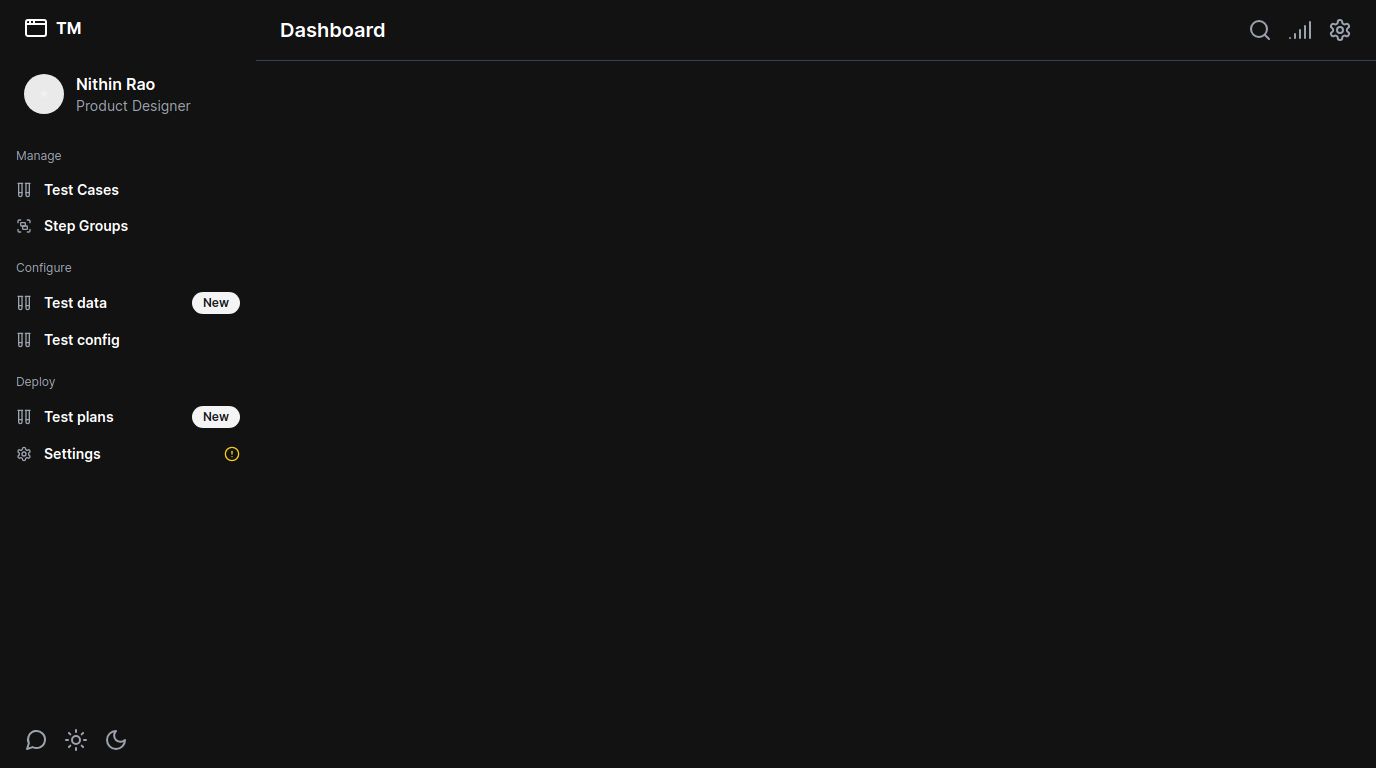 TM
Dashboard
Nithin Rao
Product Designer
Manage
Test Cases
Step Groups
Configure
Test data
New
Test config
Deploy
Test plans
New
Settings